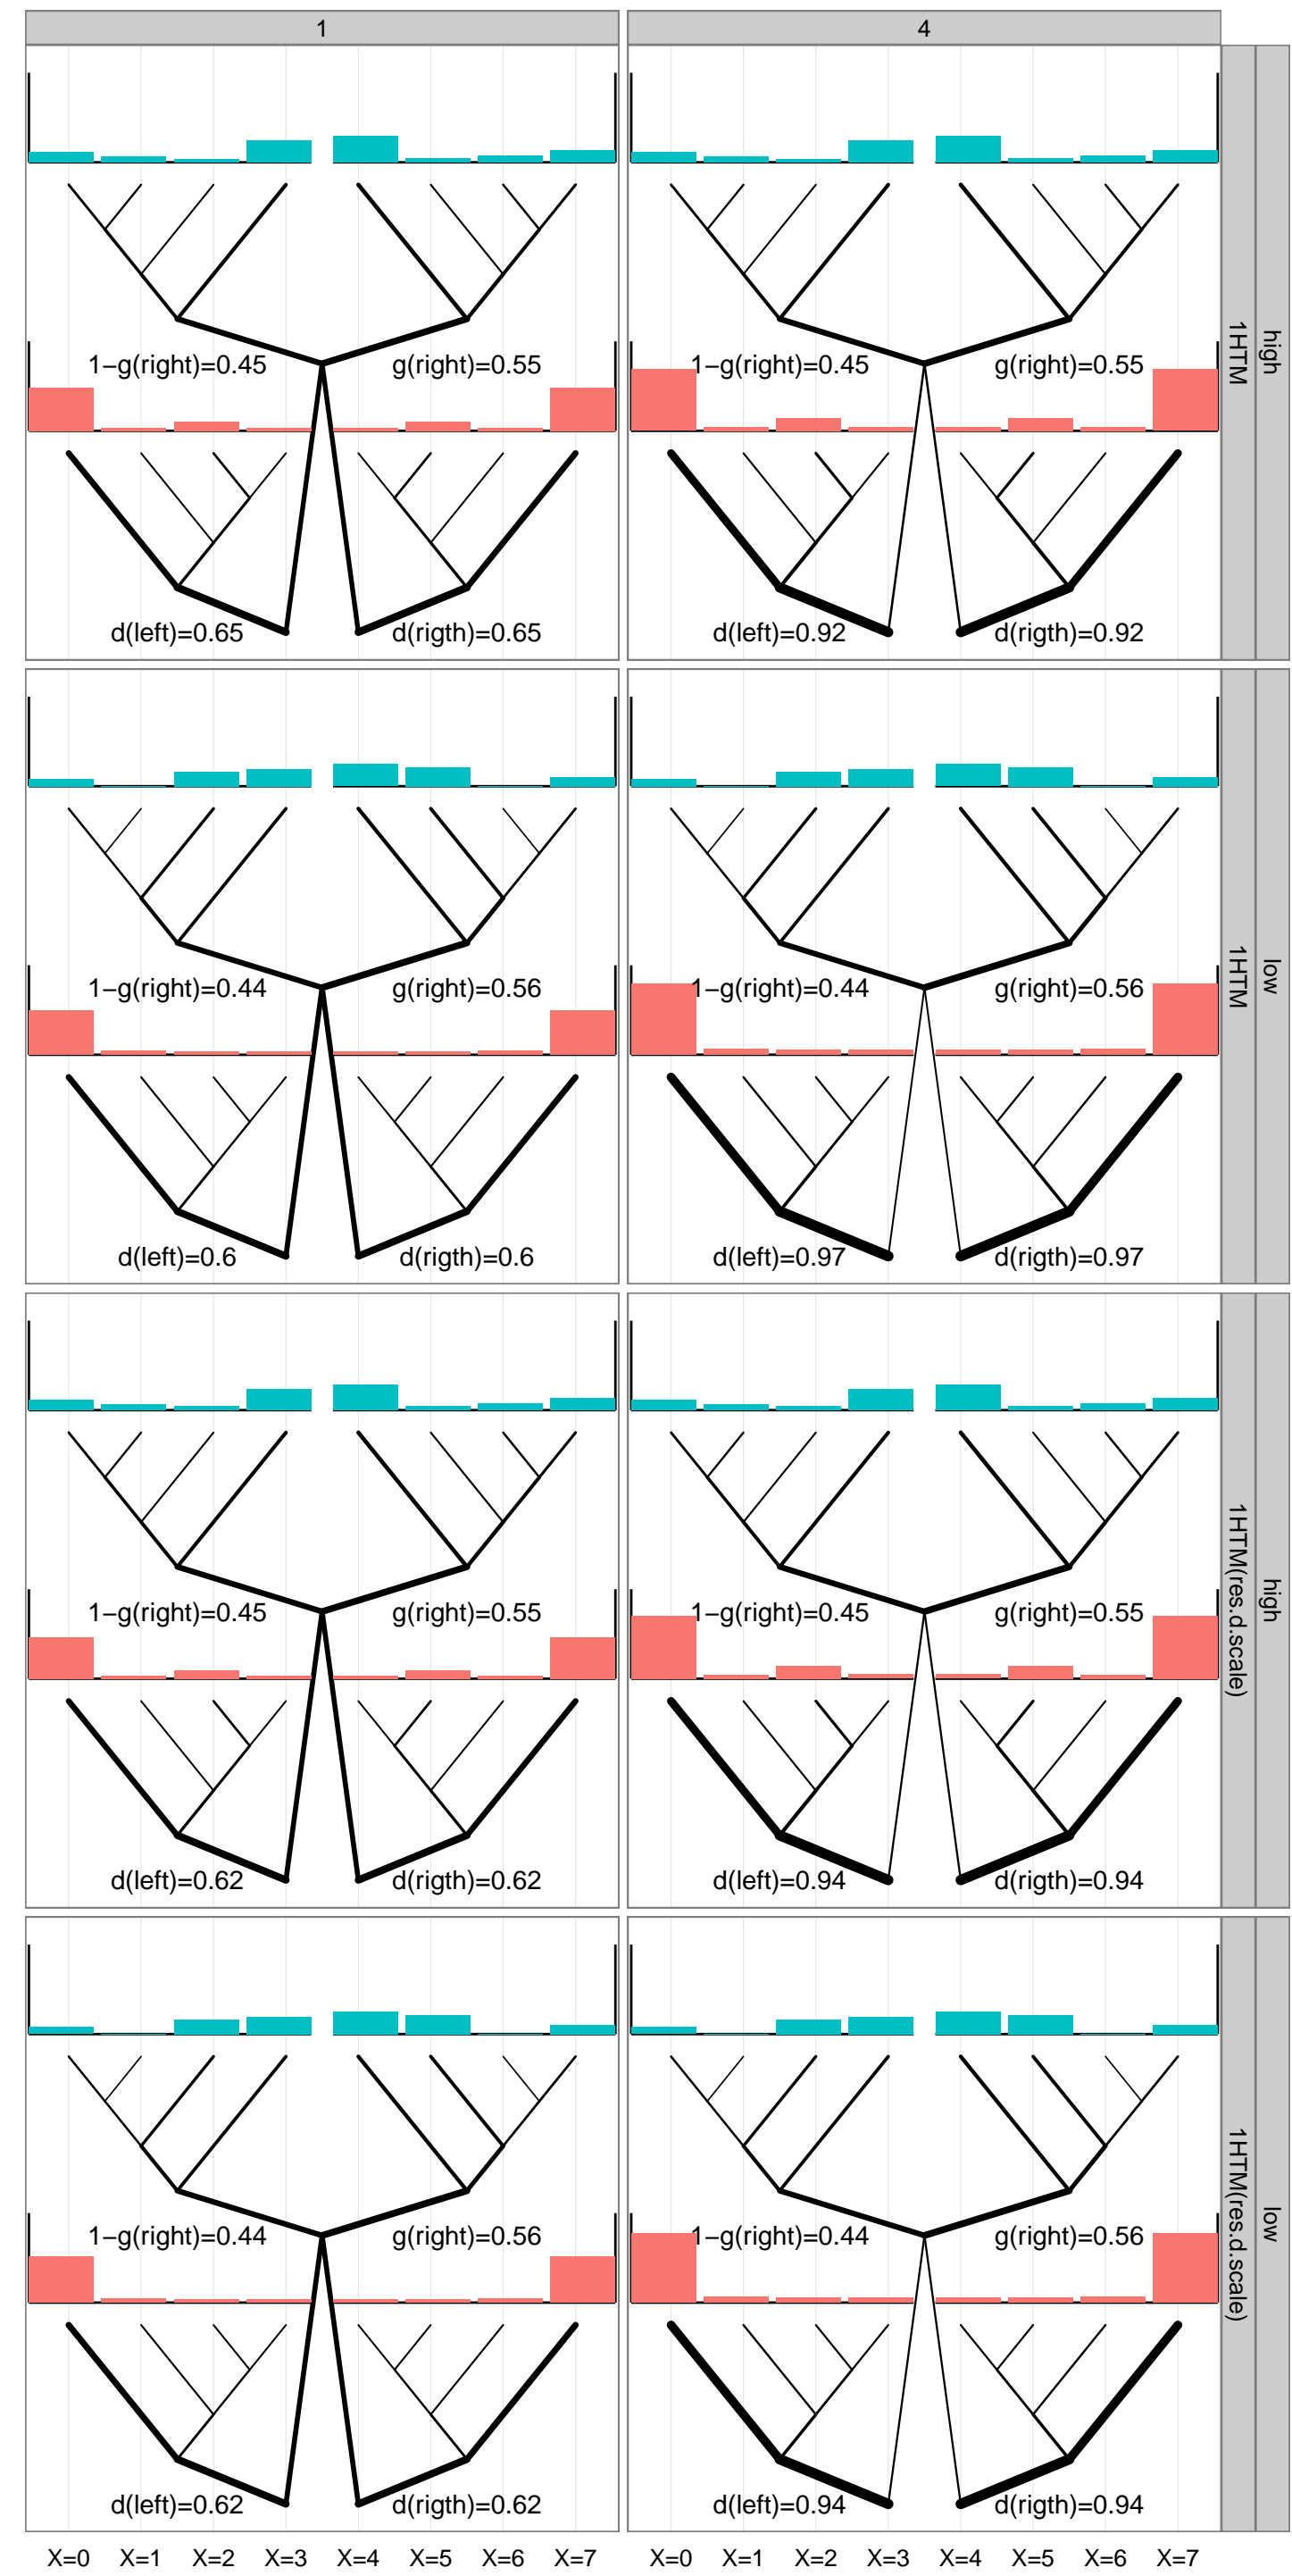 1 4
1−g(right)=0.45 g(right)=0.55 1−g(right)=0.45 g(right)=0.55
d(left)=0.65 d(rigth)=0.65 d(left)=0.92 d(rigth)=0.92
high
1HTM
1−g(right)=0.44 g(right)=0.56 1−g(right)=0.44 g(right)=0.56
d(left)=0.6 d(rigth)=0.6 d(left)=0.97 d(rigth)=0.97
low
1HTM
1−g(right)=0.45 g(right)=0.55 1−g(right)=0.45 g(right)=0.55
d(left)=0.62 d(rigth)=0.62 d(left)=0.94 d(rigth)=0.94
high
1HTM(res.d.scale)
1−g(right)=0.44 g(right)=0.56 1−g(right)=0.44 g(right)=0.56
d(left)=0.62 d(rigth)=0.62 d(left)=0.94 d(rigth)=0.94
low
1HTM(res.d.scale)
X=0 X=1 X=2 X=3 X=4 X=5 X=6 X=7 X=0 X=1 X=2 X=3 X=4 X=5 X=6 X=7